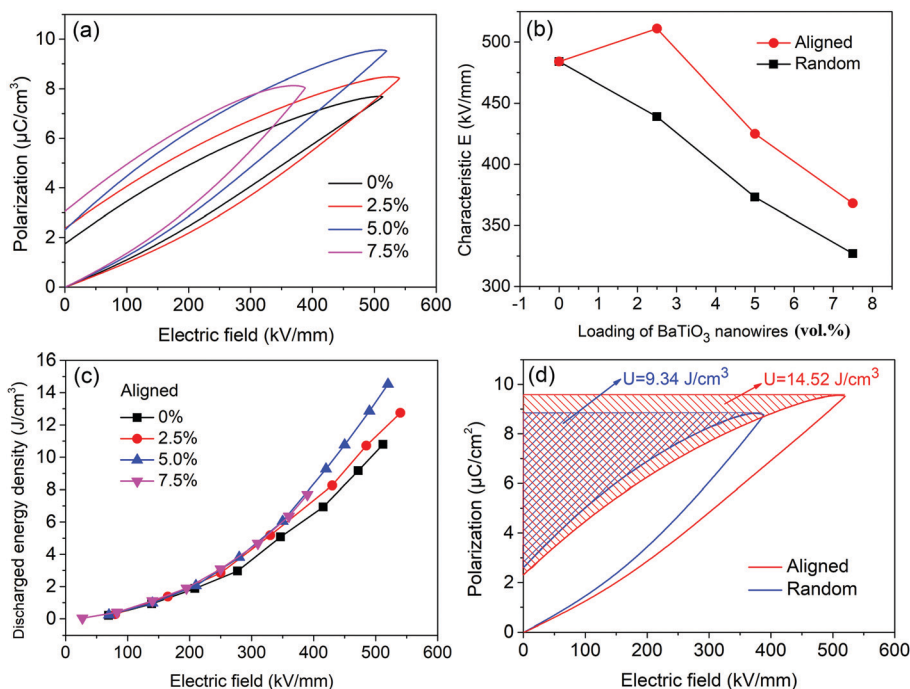 (a)
Polarization (µC/cm³)
10
8
6
4
2
0
0%
2.5%
5.0%
7.5%
0 100 200 300 400 500 600
Electric field (kV/mm)
(b)
Characteristic E (kV/mm)
500
450
400
350
300
Aligned
Random
-1 0 1 2 3 4 5 6 7 8
Loading of BaTiO₃ nanowires (vol.%)
(c)
Discharged energy density (J/cm³)
16
14
12
10
8
6
4
2
0
Aligned
0%
2.5%
5.0%
7.5%
0 100 200 300 400 500 600
Electric field (kV/mm)
(d)
Polarization (µC/cm²)
10
8
6
4
2
0
U=9.34 J/cm³ U=14.52 J/cm³
Aligned
Random
0 100 200 300 400 500 600
Electric field (kV/mm)